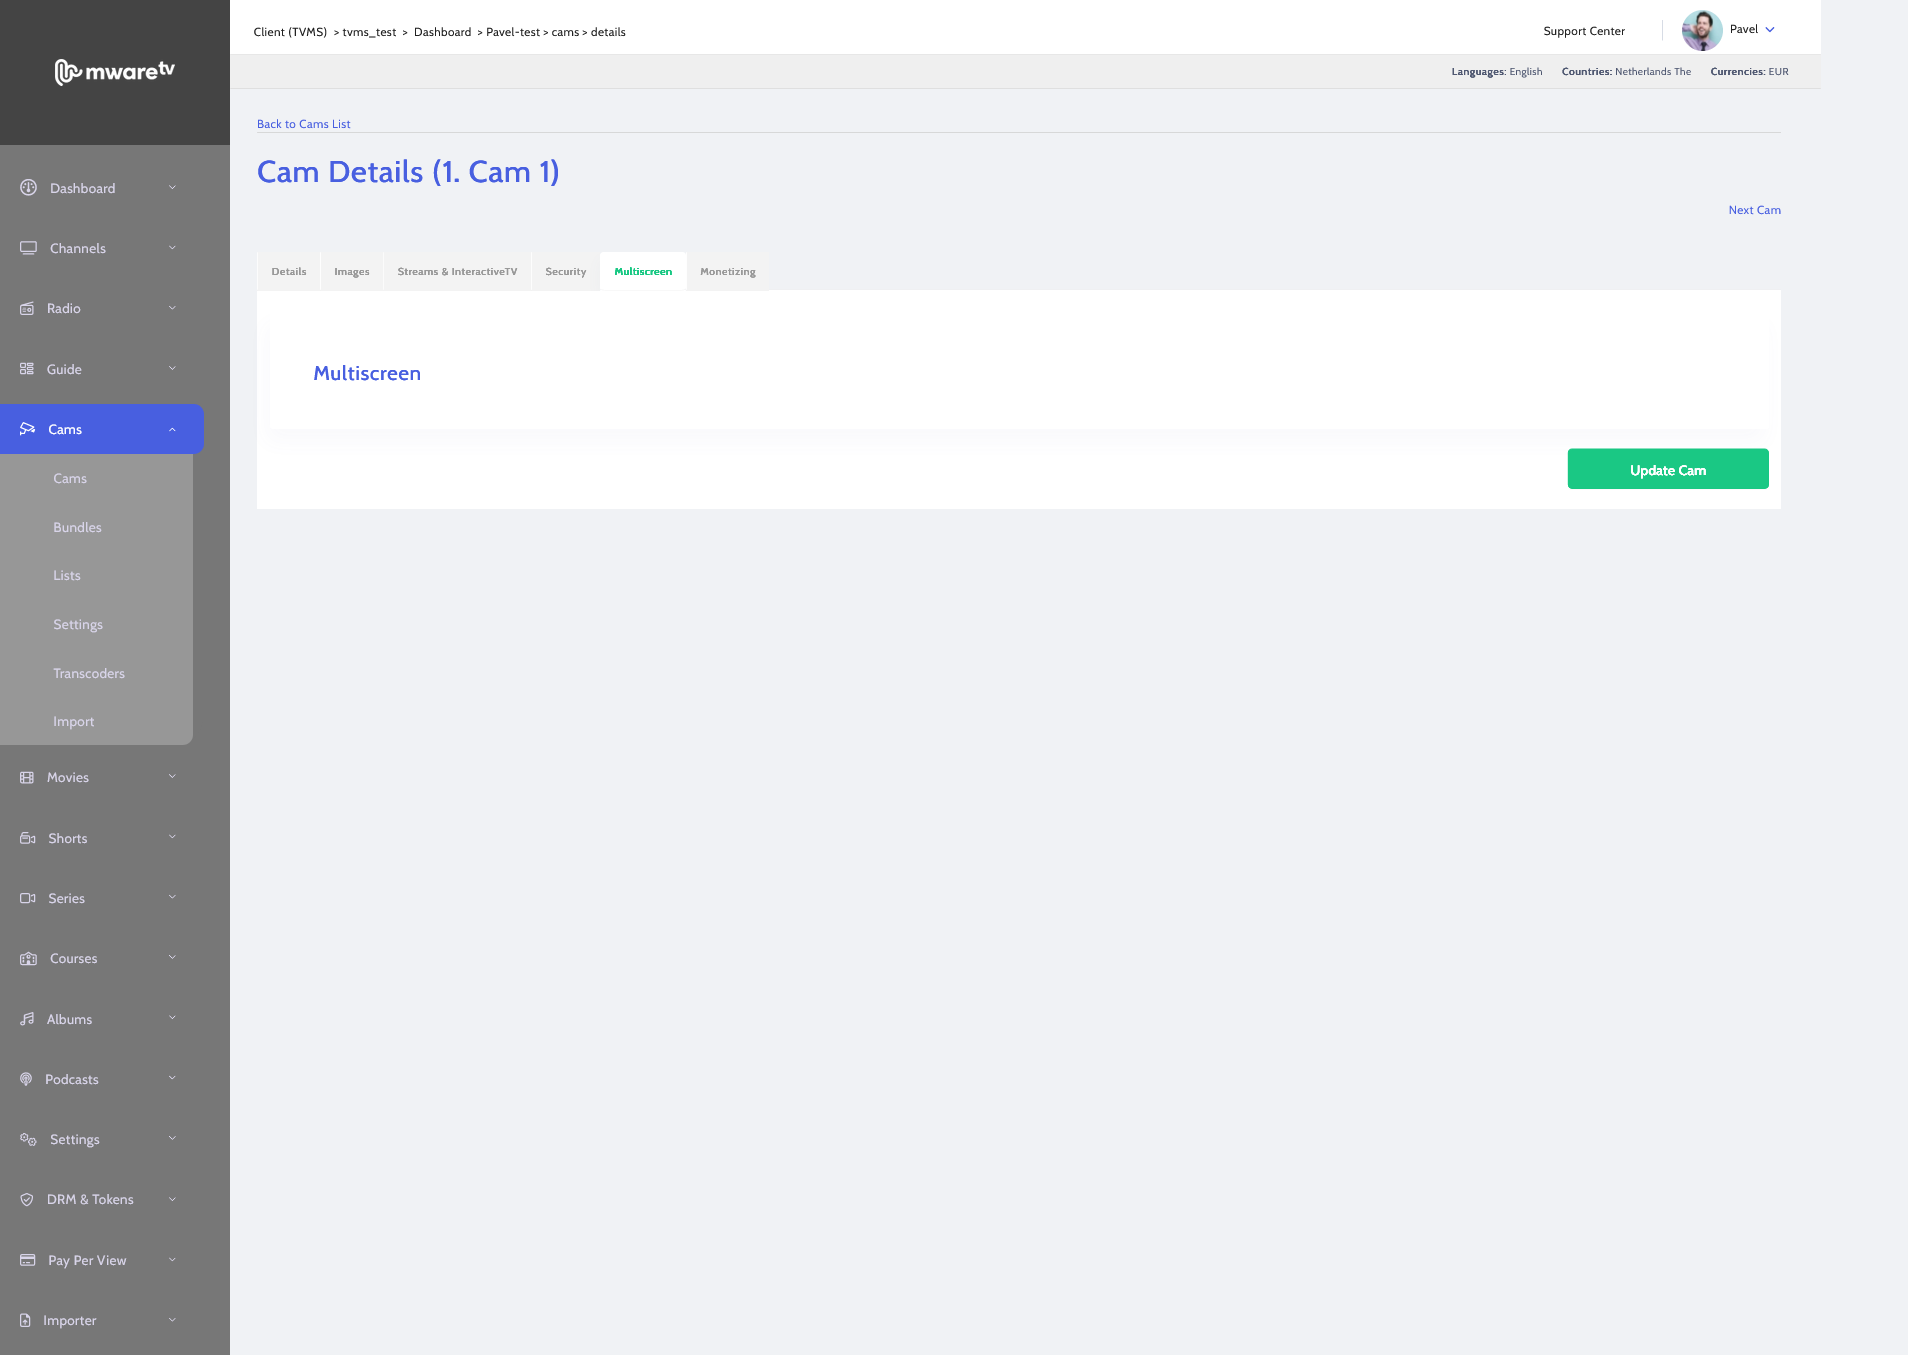 mwaretv
Client (TVMS) > tvms_test > Dashboard > Pavel-test > cams > details
Support Center
Pavel
Languages: English Countries: Netherlands The Currencies: EUR
Back to Cams List
Cam Details (1. Cam 1)
Next Cam
Details Images Streams & InteractiveTV Security Multiscreen Monetizing
Multiscreen
Update Cam
Dashboard
Channels
Radio
Guide
Cams
Cams
Bundles
Lists
Settings
Transcoders
Import
Movies
Shorts
Series
Courses
Albums
Podcasts
Settings
DRM & Tokens
Pay Per View
Importer